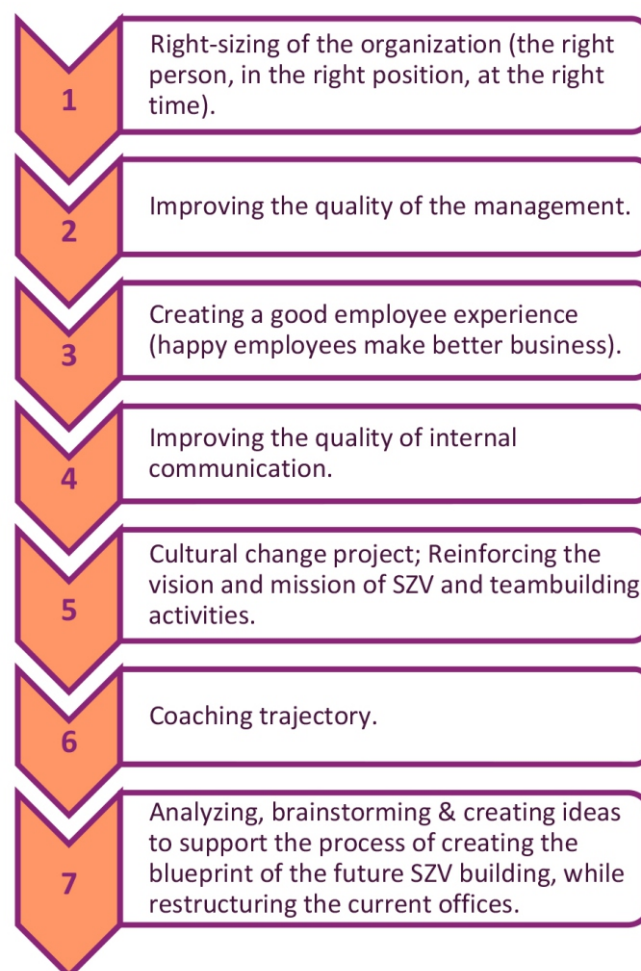 1
Right-sizing of the organization (the right
person, in the right position, at the right
time).
2
Improving the quality of the management.
3
Creating a good employee experience
(happy employees make better business).
4
Improving the quality of internal
communication.
5
Cultural change project; Reinforcing the
vision and mission of SZV and teambuilding
activities.
6
Coaching trajectory.
7
Analyzing, brainstorming & creating ideas
to support the process of creating the
blueprint of the future SZV building, while
restructuring the current offices.